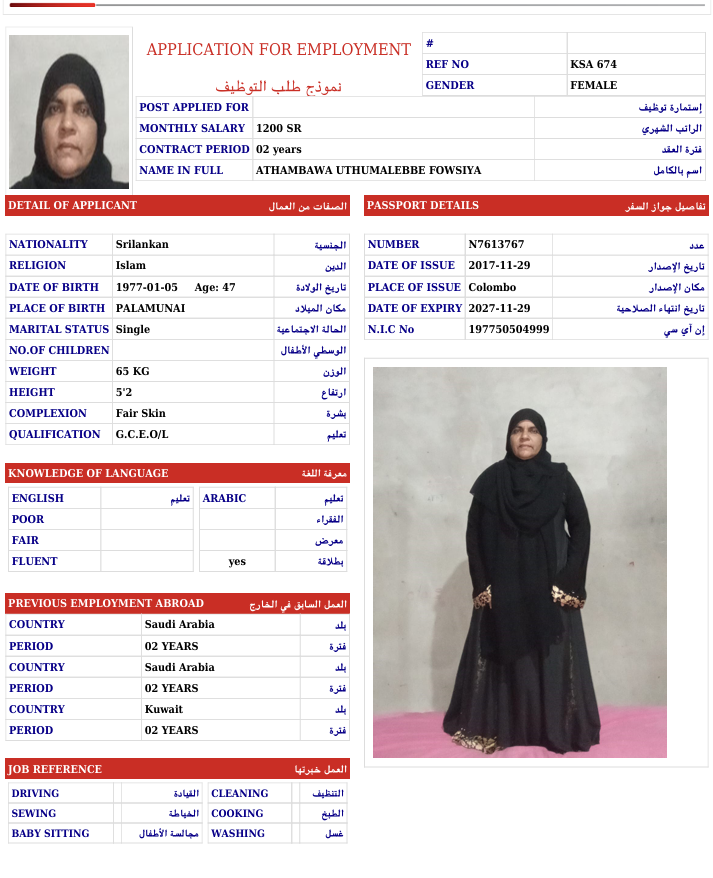 APPLICATION FOR EMPLOYMENT
نموذج طلب التوظيف
#
REF NO KSA 674
GENDER FEMALE
POST APPLIED FOR إستمارة توظيف
MONTHLY SALARY 1200 SR الراتب الشهري
CONTRACT PERIOD 02 years فترة العقد
NAME IN FULL ATHAMBAWA UTHUMALEBBE FOWSIYA اسم بالكامل
DETAIL OF APPLICANT الصفات من العمال
NATIONALITY Srilankan الجنسية
RELIGION Islam الدين
DATE OF BIRTH 1977-01-05 Age: 47 تاريخ الولادة
PLACE OF BIRTH PALAMUNAI مكان الميلاد
MARITAL STATUS Single الحالة الاجتماعية
NO.OF CHILDREN الوسطي الأطفال
WEIGHT 65 KG الوزن
HEIGHT 5'2 ارتفاع
COMPLEXION Fair Skin بشرة
QUALIFICATION G.C.E.O/L تعليم
PASSPORT DETAILS تفاصيل جواز السفر
NUMBER N7613767 عدد
DATE OF ISSUE 2017-11-29 تاريخ الإصدار
PLACE OF ISSUE Colombo مكان الإصدار
DATE OF EXPIRY 2027-11-29 تاريخ انتهاء الصلاحية
N.I.C No 197750504999 إن آي سي
KNOWLEDGE OF LANGUAGE معرفة اللغة
ENGLISH تعليم ARABIC تعليم
POOR الفقراء
FAIR معرض
FLUENT yes بطلاقة
PREVIOUS EMPLOYMENT ABROAD العمل السابق في الخارج
COUNTRY Saudi Arabia بلد
PERIOD 02 YEARS فترة
COUNTRY Saudi Arabia بلد
PERIOD 02 YEARS فترة
COUNTRY Kuwait بلد
PERIOD 02 YEARS فترة
JOB REFERENCE العمل خبرتها
DRIVING القيادة CLEANING التنظيف
SEWING الخياطة COOKING الطبخ
BABY SITTING مجالسة الأطفال WASHING غسل